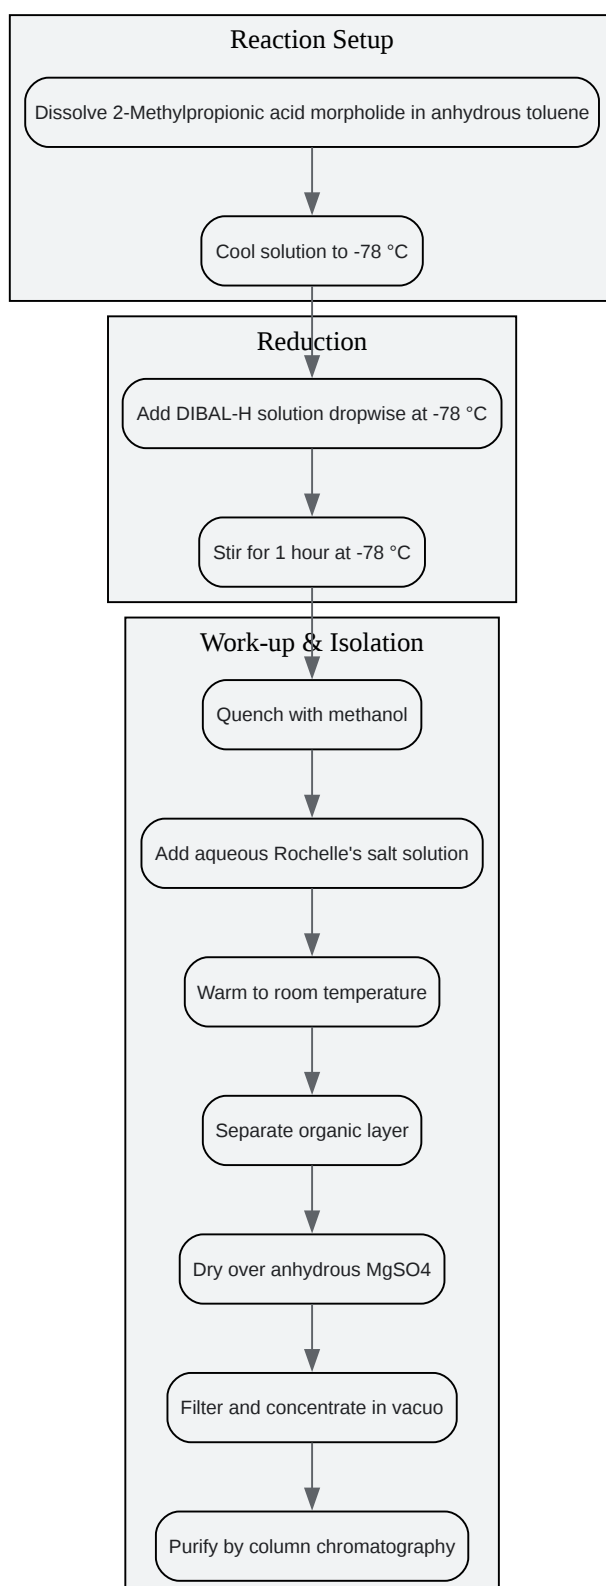 Reaction Setup
Dissolve 2-Methylpropionic acid morpholide in anhydrous toluene
Cool solution to -78 °C
Reduction
Add DIBAL-H solution dropwise at -78 °C
Stir for 1 hour at -78 °C
Work-up & Isolation
Quench with methanol
Add aqueous Rochelle's salt solution
Warm to room temperature
Separate organic layer
Dry over anhydrous MgSO4
Filter and concentrate in vacuo
Purify by column chromatography